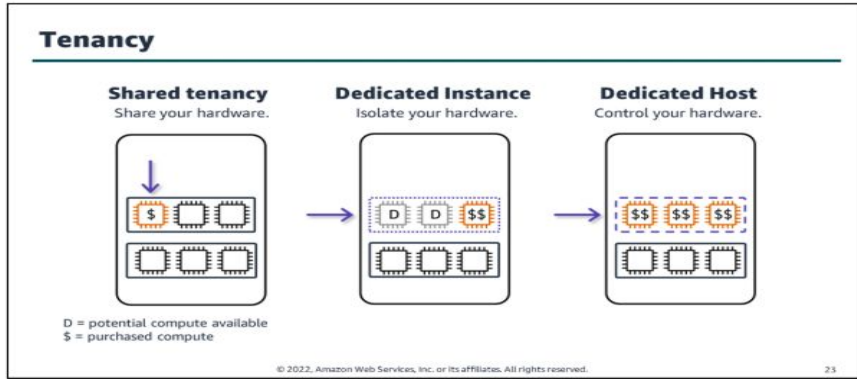 Tenancy
Shared tenancy
Share your hardware.
Dedicated Instance
Isolate your hardware.
Dedicated Host
Control your hardware.
$
D D $$
$$ $$ $$
D = potential compute available
$ = purchased compute
© 2022, Amazon Web Services, Inc. or its affiliates. All rights reserved.
23